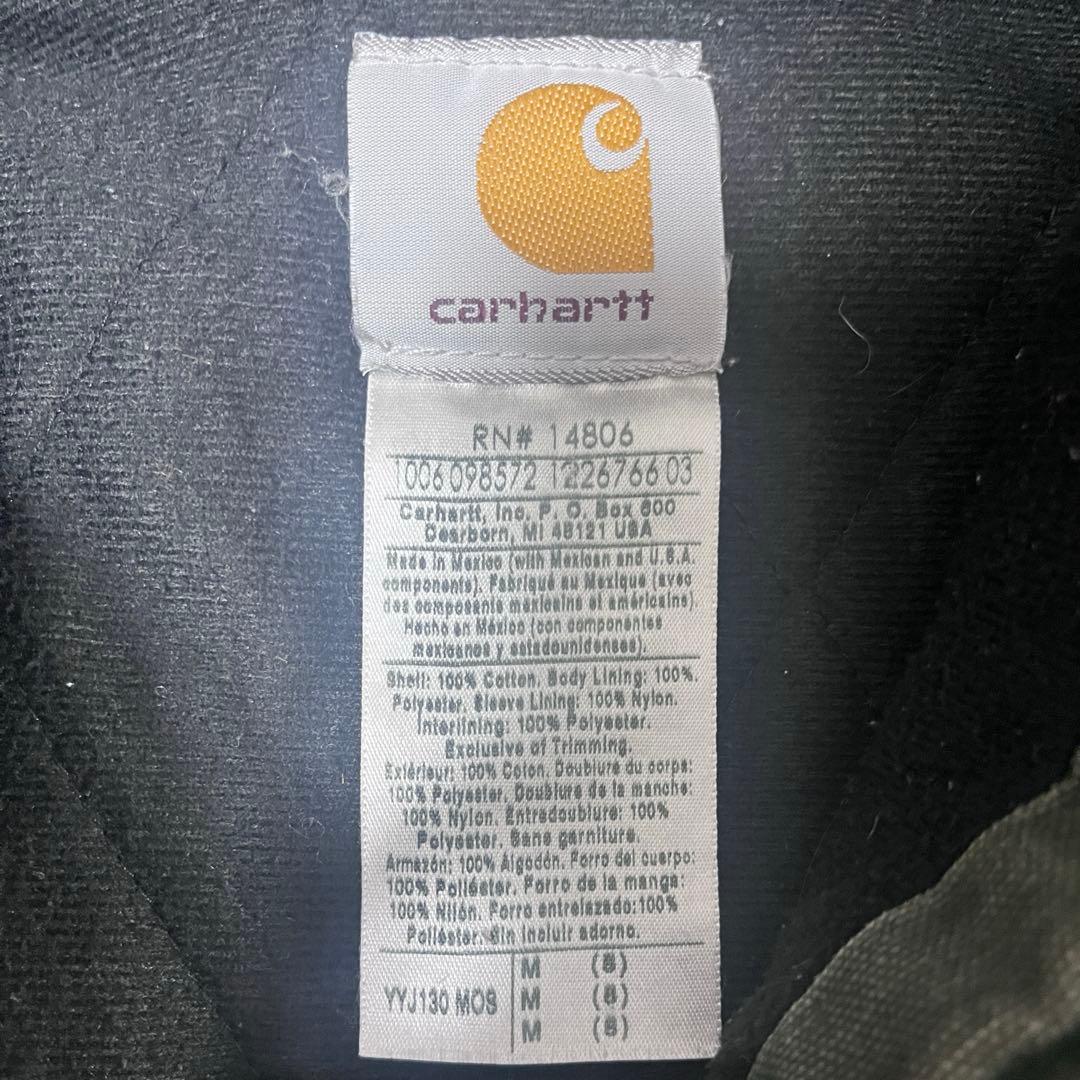 carhartt
RN# 14806
1006 098572 1226766 03
Carhartt, Inc. P. O. Box 600
Dearborn, MI 48121 USA
Made in Mexico (with Mexican and U.S.A.
components). Fabriqué au Mexique (avec
des composants mexicains et américains).
Hecho en México (con componentes
mexicanos y estadounidenses).
Shell: 100% Cotton. Body Lining: 100%.
Polyester. Sleeve Lining: 100% Nylon.
Interlining: 100% Polyester.
Exclusive of Trimming.
Extérieur: 100% Coton. Doublure du corps:
100% Polyester. Doublure de la manche:
100% Nylon. Entredoublure: 100%
Polyester. Sans garniture.
Armazón: 100% Algodón. Forro del cuerpo:
100% Poliéster. Forro de la manga:
100% Nilón. Forro entrelazado:100%
Poliéster. Sin incluir adorno.
M (S)
YYJ130 MOS M (S)
M (S)